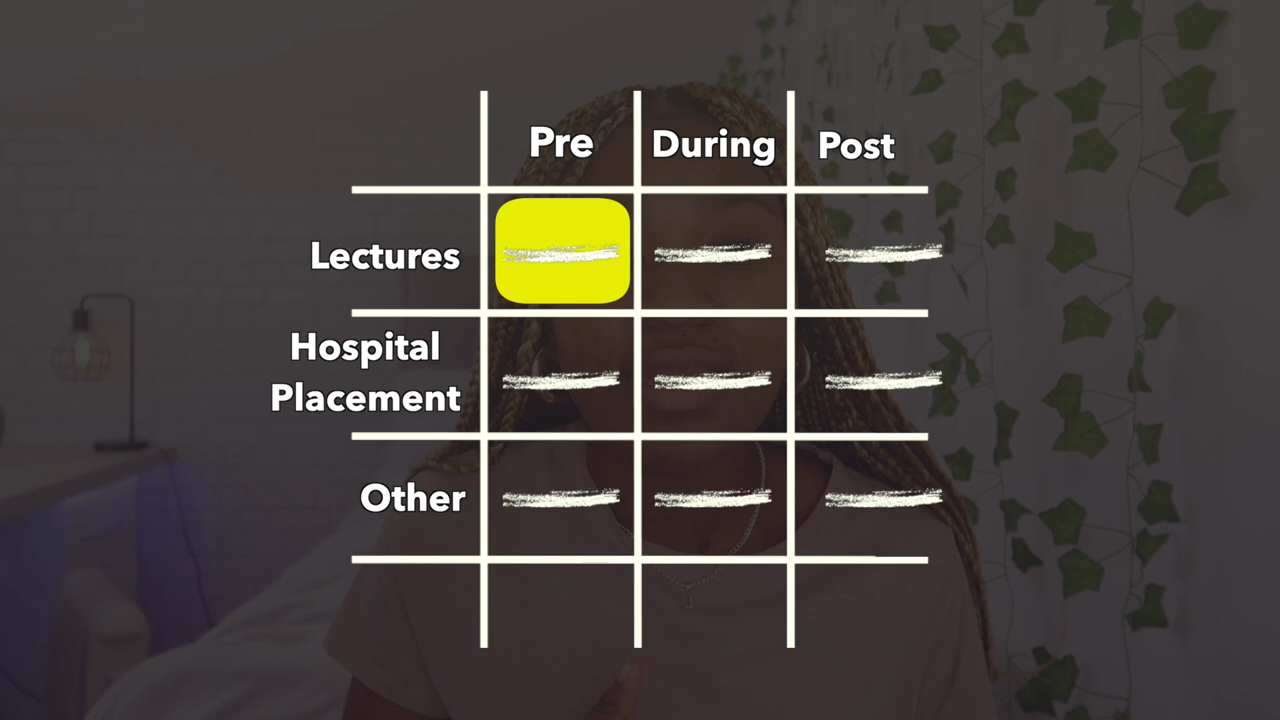 Pre During Post
Lectures
Hospital
Placement
Other